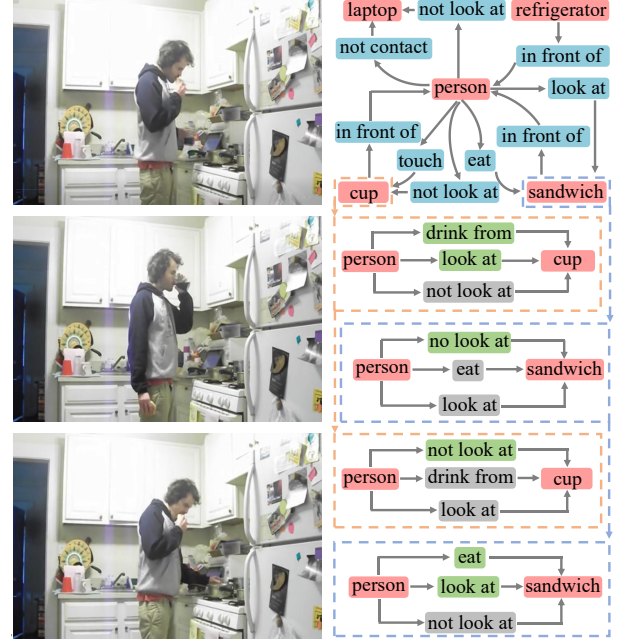 laptop not look at refrigerator
not contact
in front of
person
look at
in front of
in front of
touch
eat
cup
not look at
sandwich
drink from
person
look at
cup
not look at
no look at
person
eat
sandwich
look at
not look at
person
drink from
cup
look at
eat
person
look at
sandwich
not look at